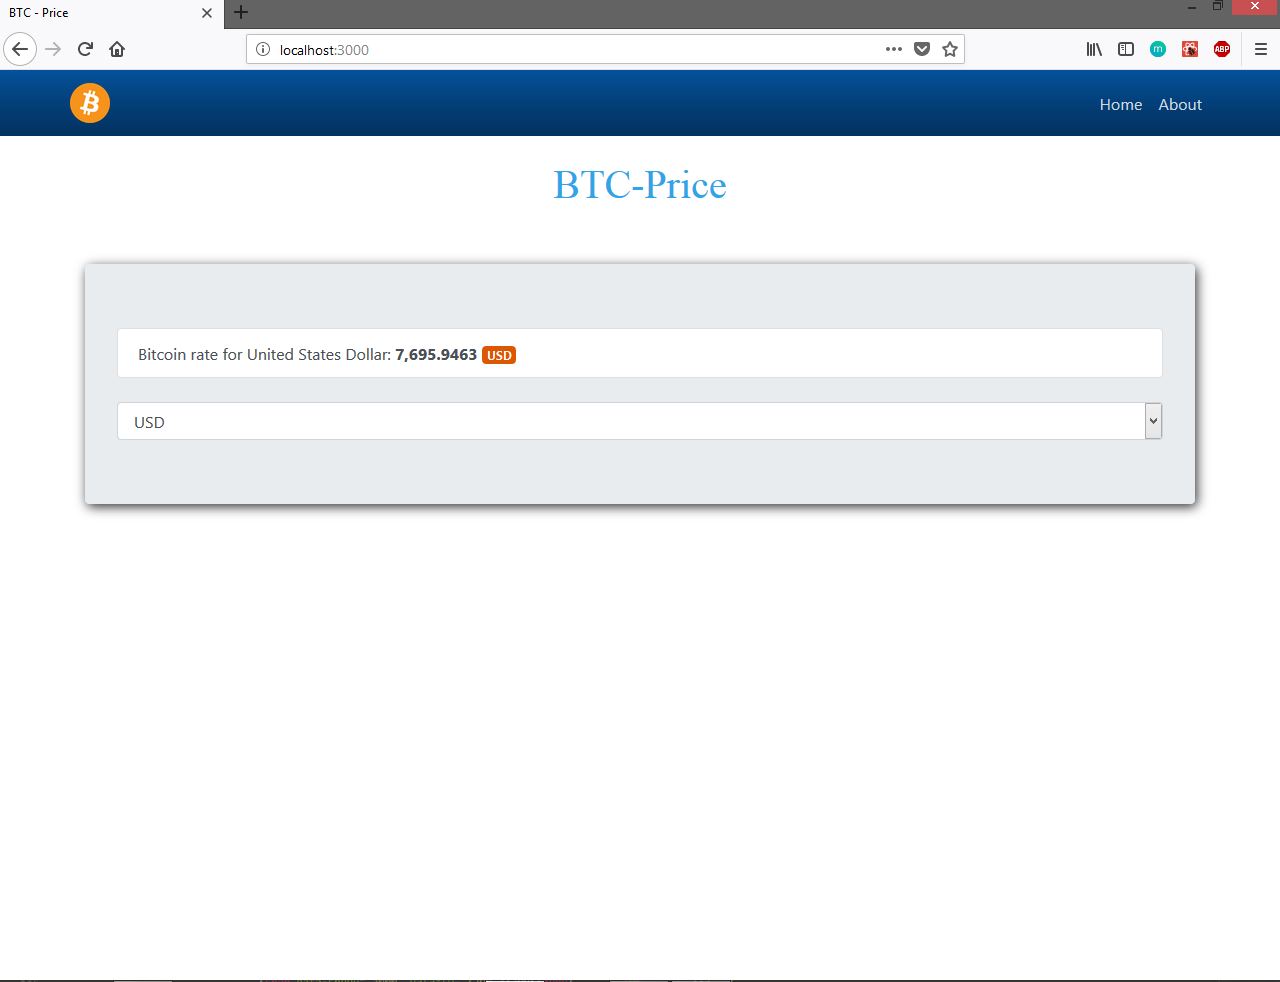 BTC - Price
localhost:3000
m
ABP
Home About
BTC-Price
Bitcoin rate for United States Dollar: 7,695.9463 USD
USD